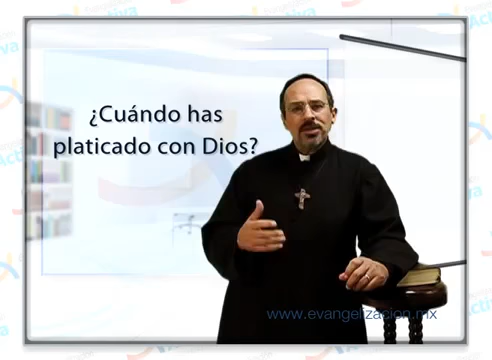 ¿Cuándo has
platicado con Dios?
www.evangelizacion.mx